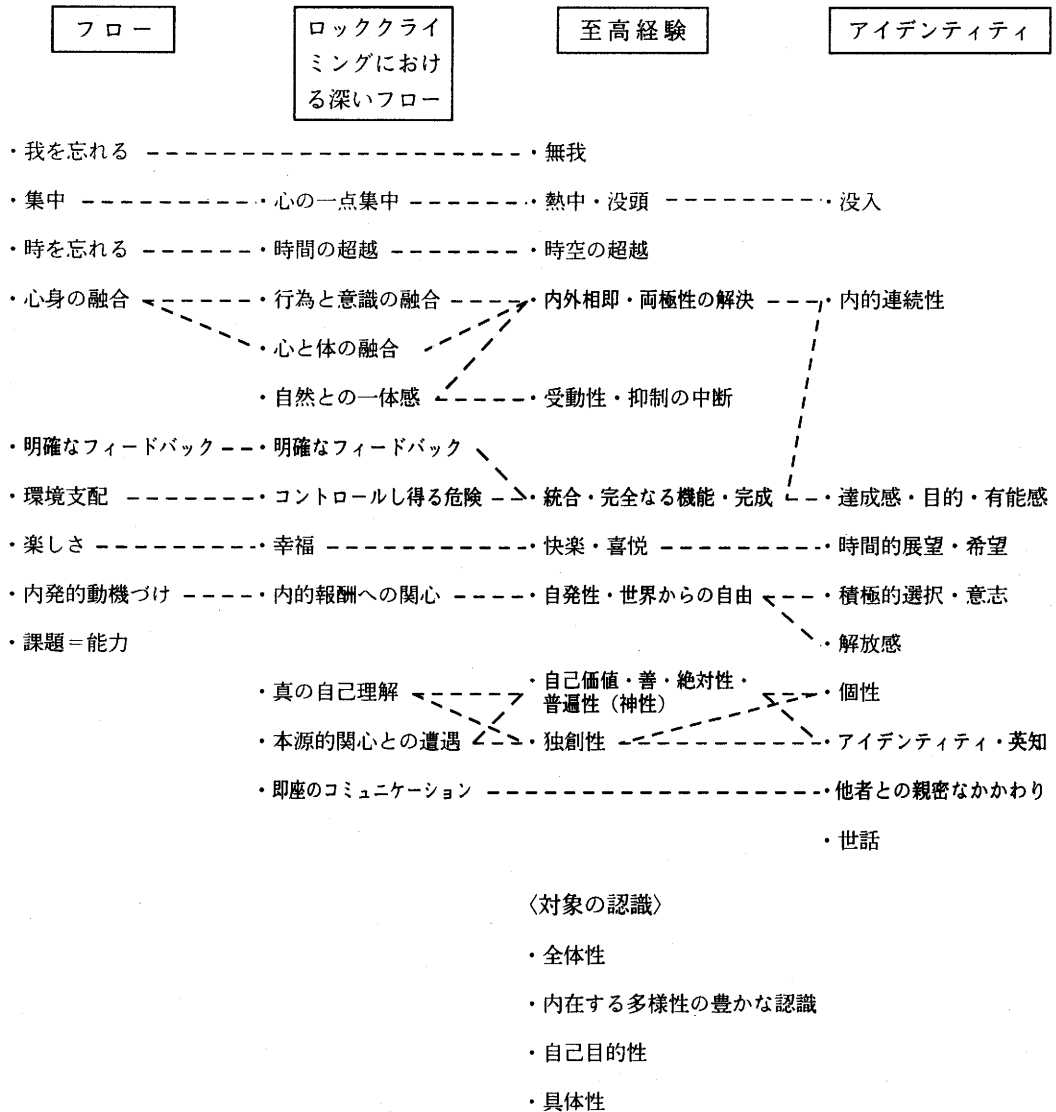 フロー
ロッククライ
ミングにおけ
る深いフロー
至高経験
アイデンティティ
・我を忘れる ・無我
・集中 ・心の一点集中 ・熱中・没頭 ・没入
・時を忘れる ・時間の超越 ・時空の超越
・心身の融合 ・行為と意識の融合 ・内外相即・両極性の解決 ・内的連続性
・心と体の融合
・自然との一体感 ・受動性・抑制の中断
・明確なフィードバック ・明確なフィードバック
・環境支配 ・コントロールし得る危険 ・統合・完全なる機能・完成 ・達成感・目的・有能感
・楽しさ ・幸福 ・快楽・喜悦 ・時間的展望・希望
・内発的動機づけ ・内的報酬への関心 ・自発性・世界からの自由 ・積極的選択・意志
・課題＝能力 ・解放感
・真の自己理解 ・自己価値・善・絶対性・
普遍性（神性） ・個性
・本源的関心との遭遇 ・独創性 ・アイデンティティ・英知
・即座のコミュニケーション ・他者との親密なかかわり
・世話
〈対象の認識〉
・全体性
・内在する多様性の豊かな認識
・自己目的性
・具体性